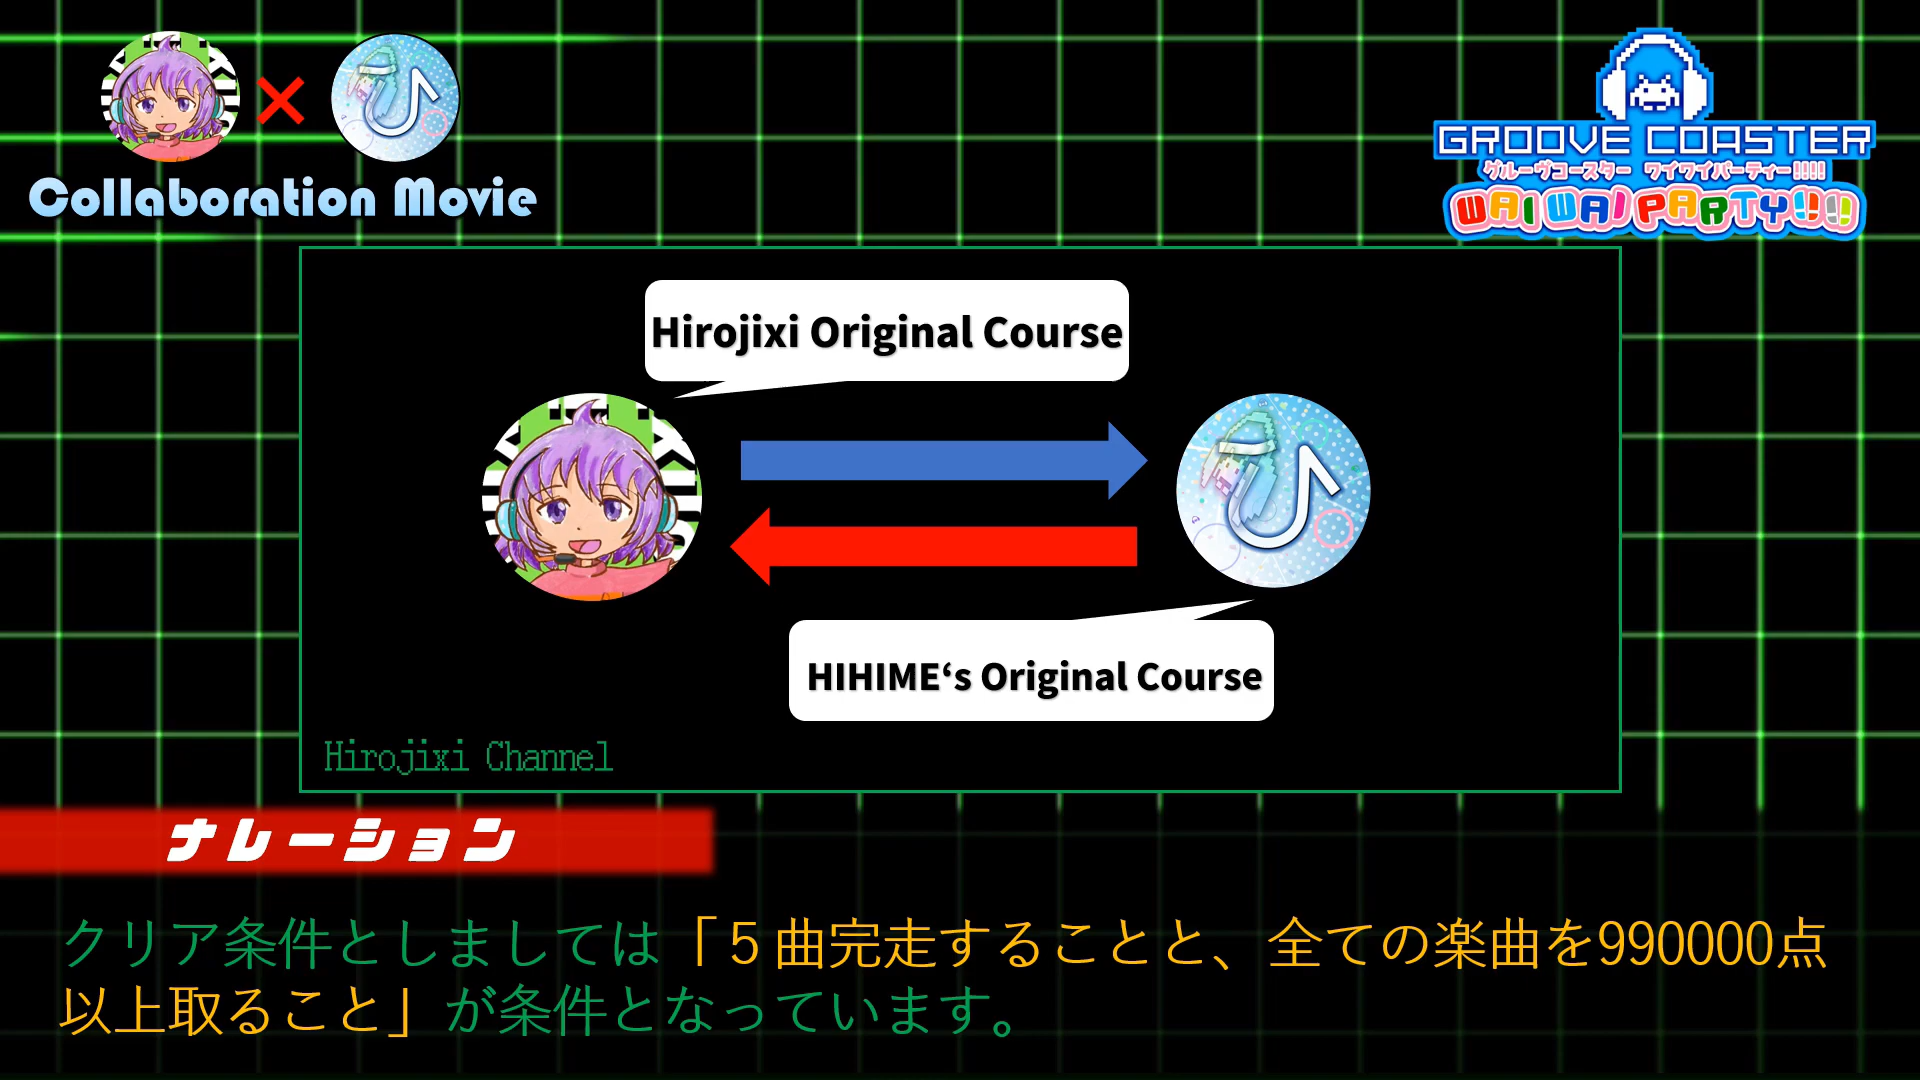 Collaboration Movie
GROOVE COASTER
グルーヴコースター ワイワイパーティー!!!!
WAI WAI PARTY!!!!
Hirojixi Original Course
HIHIME‘s Original Course
Hirojixi Channel
ナレーション
クリア条件としましては「５曲完走することと、全ての楽曲を990000点
以上取ること」が条件となっています。